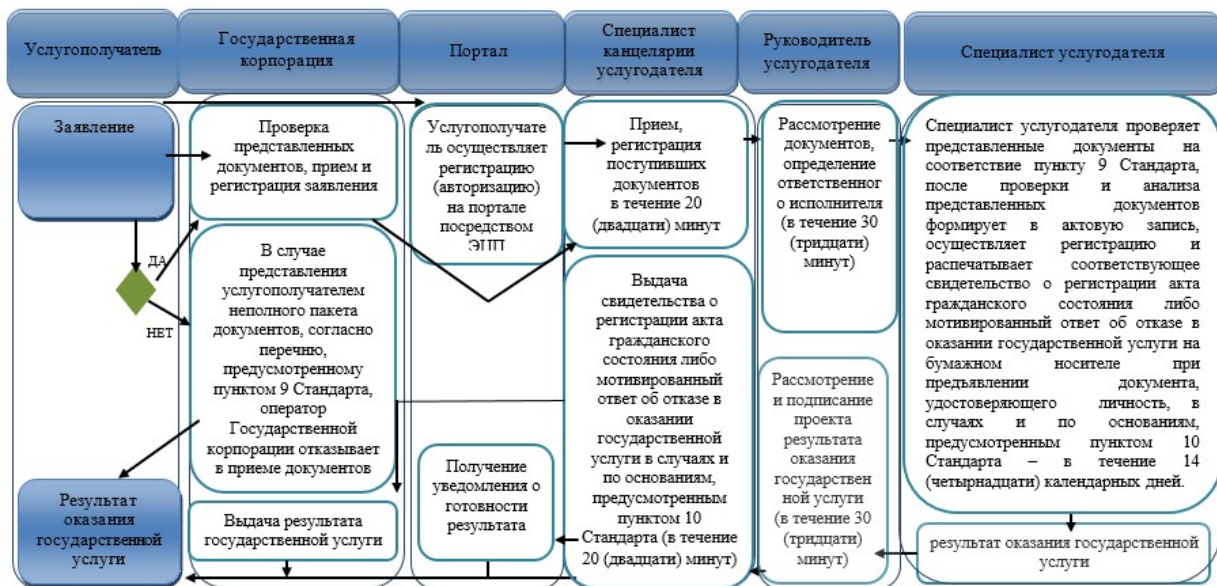 Услугополучатель
Государственная
корпорация
Портал
Специалист
канцелярии
услугодателя
Руководитель
услугодателя
Специалист услугодателя
Заявление
ДА
НЕТ
Результат
оказания
государственной
услуги
Проверка
представленных
документов, прием и
регистрация заявления
В случае
представления
услугополучателем
неполного пакета
документов, согласно
перечню,
предусмотренному
пунктом 9 Стандарта,
оператор
Государственной
корпорации отказывает
в приеме документов
Выдача результата
государственной услуги
Услугополучате
ль осуществляет
регистрацию
(авторизацию)
на портале
посредством
ЭЦП
Получение
уведомления о
готовности
результата
Прием,
регистрация
поступивших
документов
в течение 20
(двадцати) минут
Выдача
свидетельства о
регистрации акта
гражданского
состояния либо
мотивированный
ответ об отказе в
оказании
государственной
услуги в случаях и
по основаниям,
предусмотренным
пунктом 10
Стандарта (в течение
20 (двадцати) минут)
Рассмотрение
документов,
определение
ответственног
о исполнителя
(в течение 30
(тридцати)
минут)
Рассмотрение
и подписание
проекта
результата
оказания
государствен
ной услуги
(в течение 30
(тридцати)
минут)
Специалист услугодателя проверяет
представленные документы на
соответствие пункту 9 Стандарта,
после проверки и анализа
представленных документов
формирует в актовую запись,
осуществляет регистрацию и
распечатывает соответствующее
свидетельство о регистрации акта
гражданского состояния либо
мотивированный ответ об отказе в
оказании государственной услуги на
бумажном носителе при
предъявлении документа,
удостоверяющего личность, в
случаях и по основаниям,
предусмотренным пунктом 10
Стандарта – в течение 14
(четырнадцати) календарных дней.
результат оказания государственной
услуги